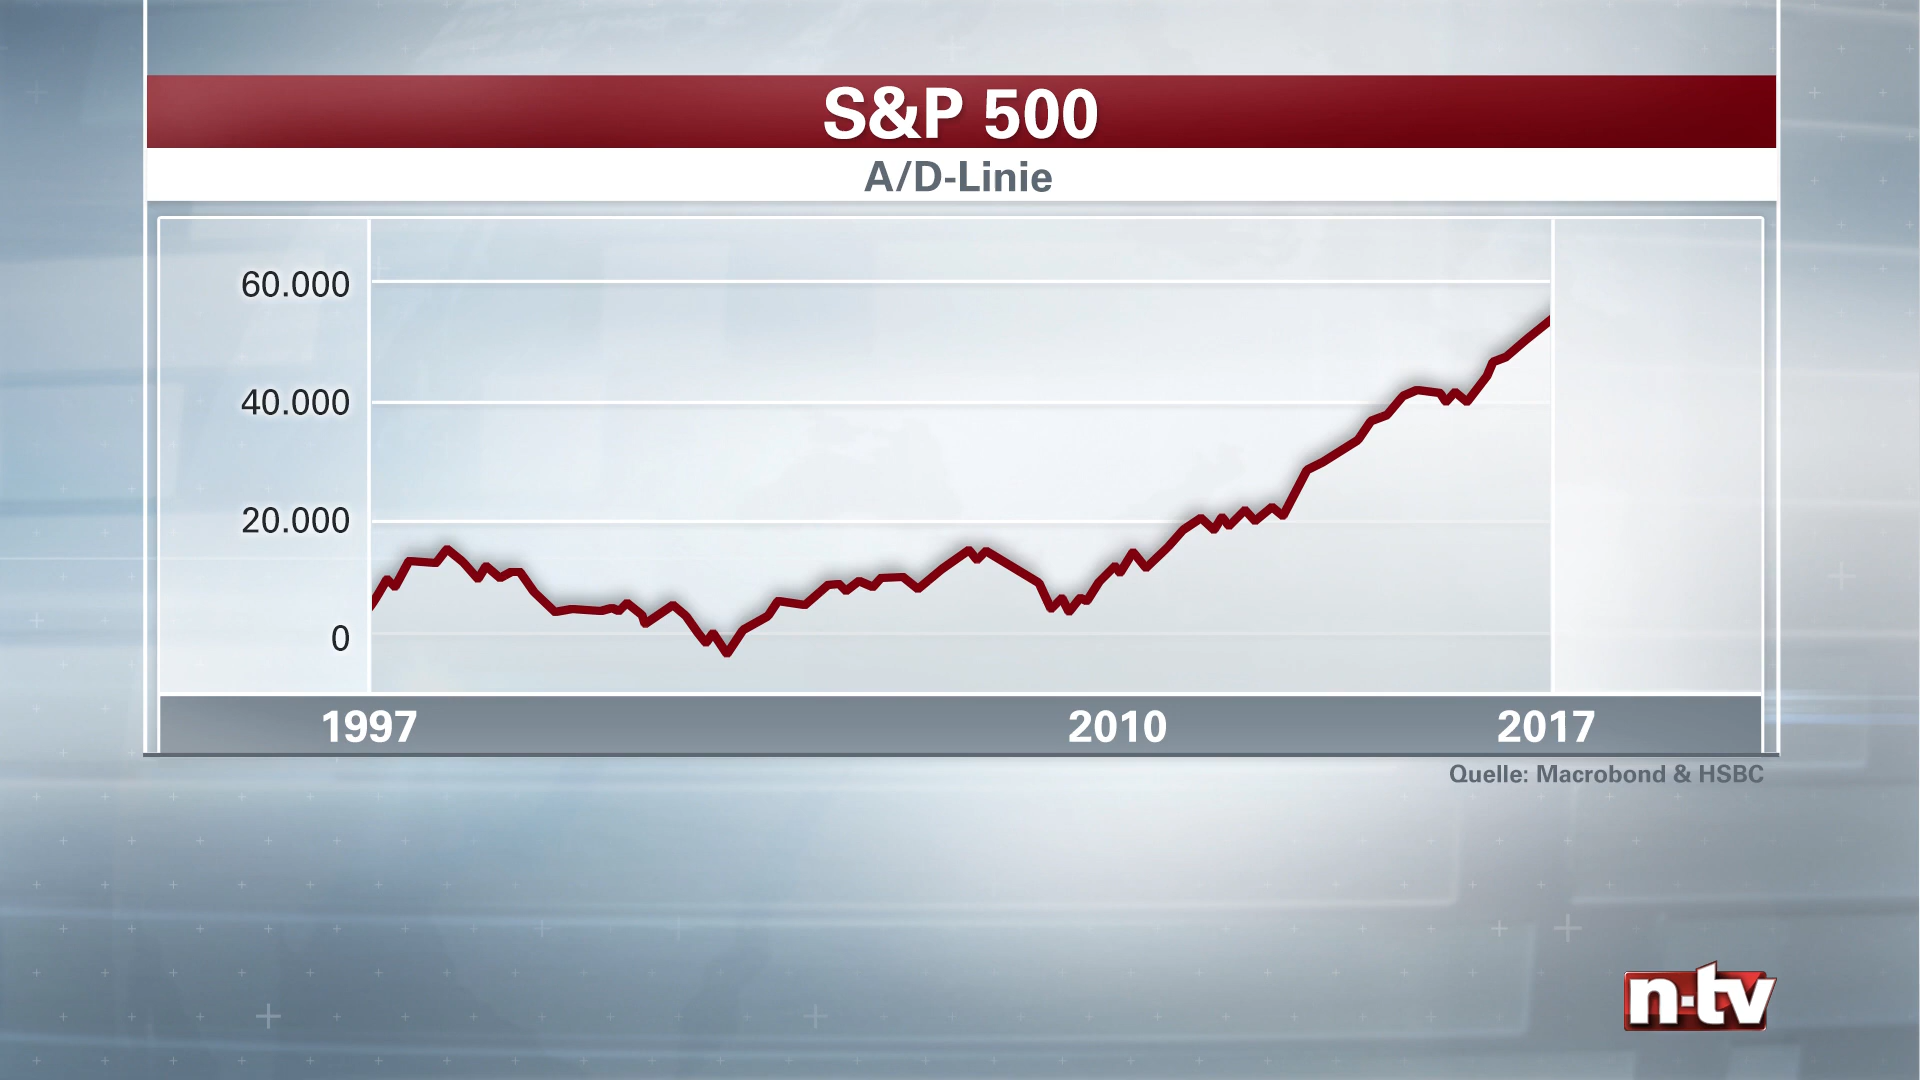 S&P 500
A/D-Linie
60.000
40.000
20.000
0
1997 2010 2017
Quelle: Macrobond & HSBC
n-tv